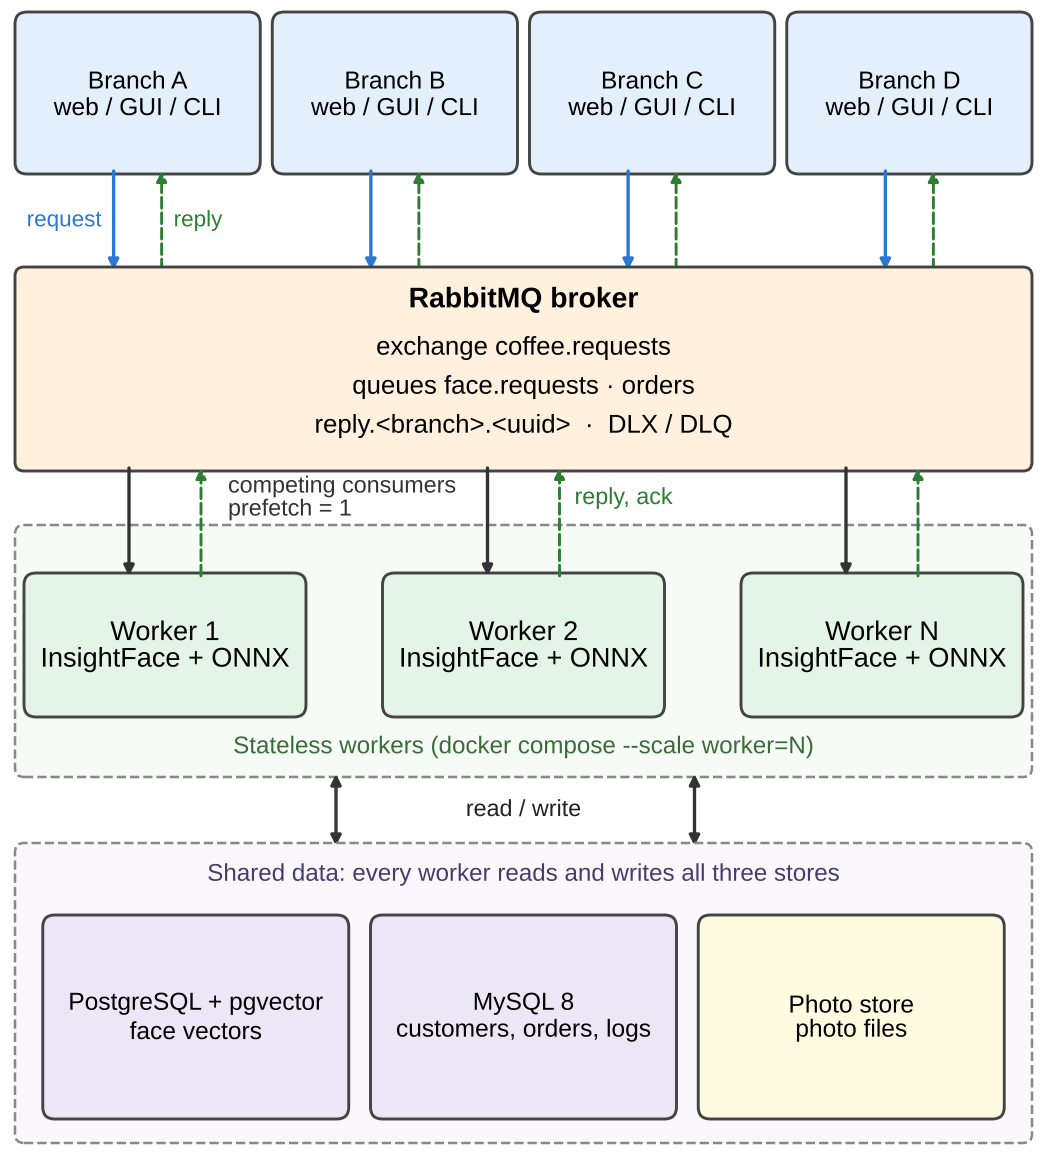 Branch A
web / GUI / CLI
Branch B
web / GUI / CLI
Branch C
web / GUI / CLI
Branch D
web / GUI / CLI
request
reply
RabbitMQ broker
exchange coffee.requests
queues face.requests · orders
reply.<branch>.<uuid> · DLX / DLQ
competing consumers
prefetch = 1
reply, ack
Worker 1
InsightFace + ONNX
Worker 2
InsightFace + ONNX
Worker N
InsightFace + ONNX
Stateless workers (docker compose --scale worker=N)
read / write
Shared data: every worker reads and writes all three stores
PostgreSQL + pgvector
face vectors
MySQL 8
customers, orders, logs
Photo store
photo files